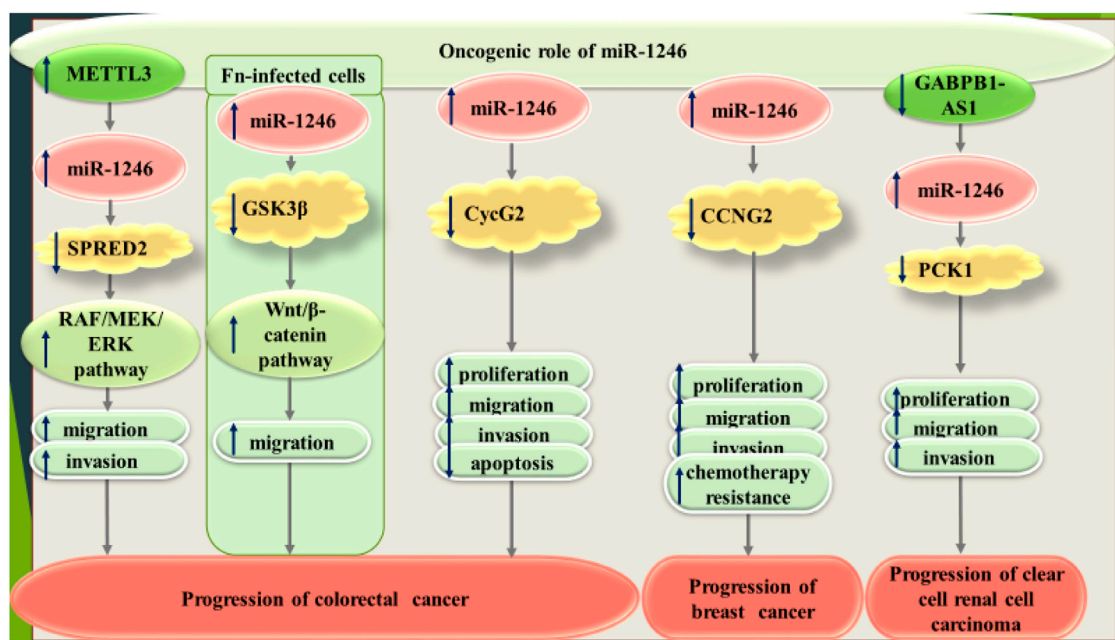 Oncogenic role of miR-1246
METTL3
miR-1246
SPRED2
RAF/MEK/
ERK
pathway
migration
invasion
Fn-infected cells
miR-1246
GSK3β
Wnt/β-
catenin
pathway
migration
miR-1246
CycG2
proliferation
migration
invasion
apoptosis
Progression of colorectal cancer
miR-1246
CCNG2
proliferation
migration
invasion
chemotherapy
resistance
Progression of
breast cancer
GABPB1-
AS1
miR-1246
PCK1
proliferation
migration
invasion
Progression of clear
cell renal cell
carcinoma